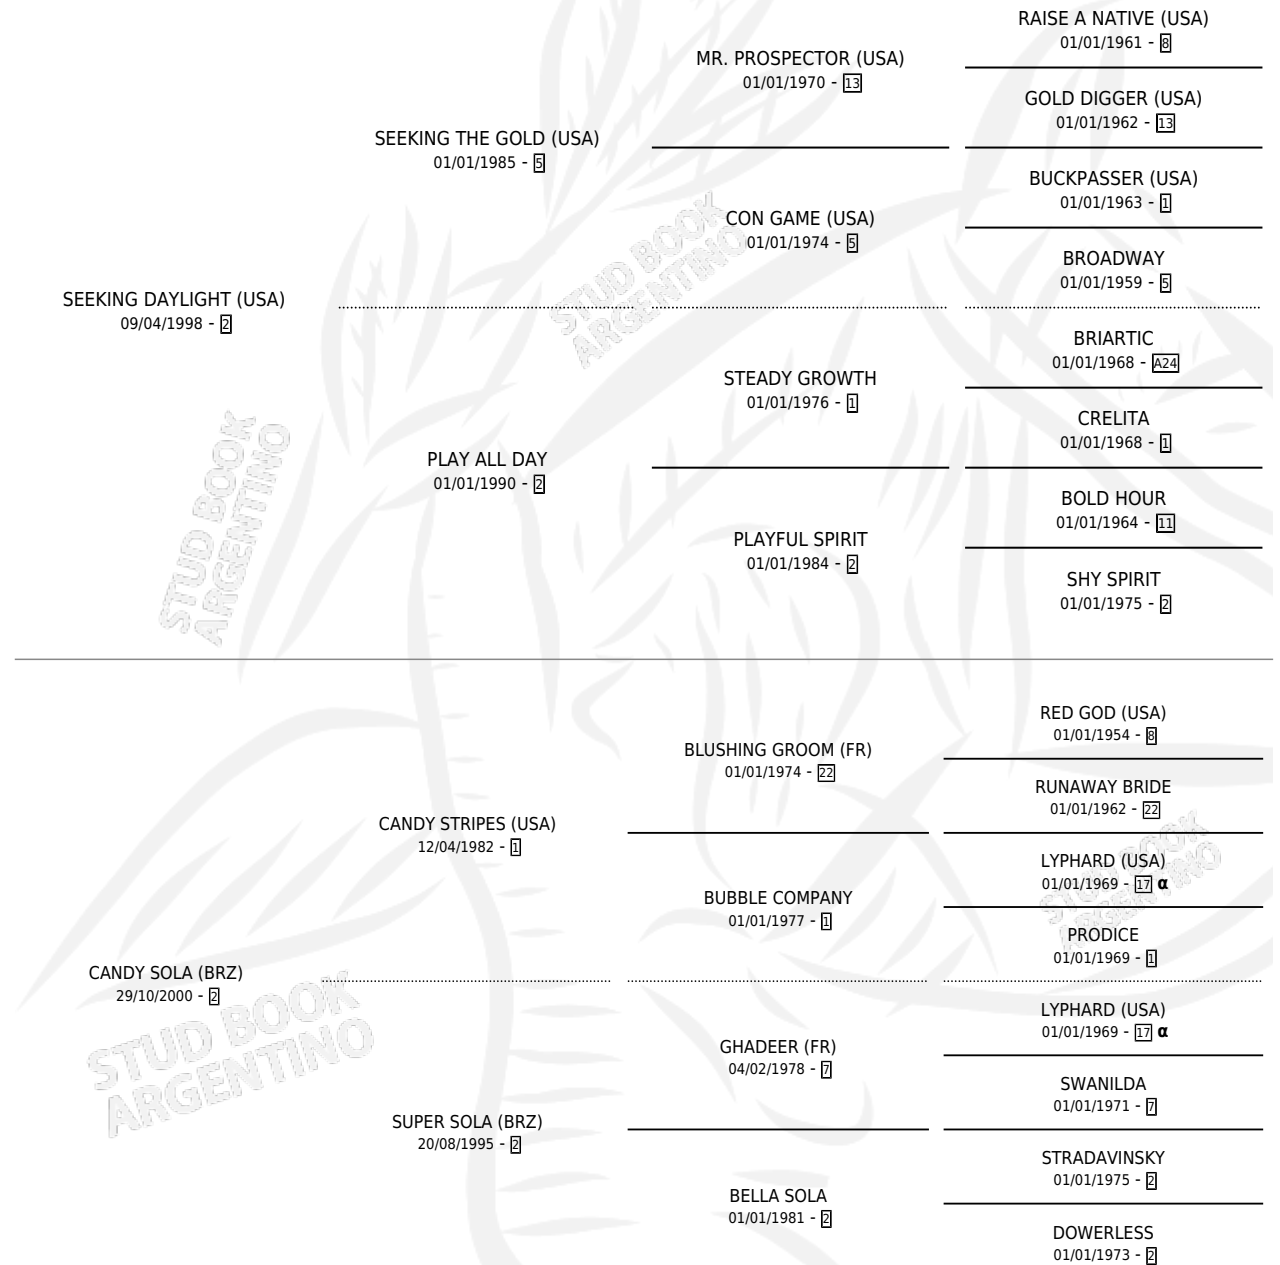 RAISE A NATIVE (USA)
01/01/1961 - 8
MR. PROSPECTOR (USA)
01/01/1970 - 13
GOLD DIGGER (USA)
01/01/1962 - 13
SEEKING THE GOLD (USA)
01/01/1985 - 5
BUCKPASSER (USA)
01/01/1963 - 1
CON GAME (USA)
01/01/1974 - 5
BROADWAY
01/01/1959 - 5
SEEKING DAYLIGHT (USA)
09/04/1998 - 2
STUD BOOK
ARGENTINO
BRIARTIC
01/01/1968 - A24
STEADY GROWTH
01/01/1976 - 1
CRELITA
01/01/1968 - 1
PLAY ALL DAY
01/01/1990 - 2
BOLD HOUR
01/01/1964 - 11
PLAYFUL SPIRIT
01/01/1984 - 2
SHY SPIRIT
01/01/1975 - 2
STUD BOOK
ARGENTINO
RED GOD (USA)
01/01/1954 - 8
BLUSHING GROOM (FR)
01/01/1974 - 22
RUNAWAY BRIDE
01/01/1962 - 22
CANDY STRIPES (USA)
12/04/1982 - 1
LYPHARD (USA)
01/01/1969 - 17 α
BUBBLE COMPANY
01/01/1977 - 1
PRODICE
01/01/1969 - 1
STUD BOOK
ARGENTINO
CANDY SOLA (BRZ)
29/10/2000 - 2
LYPHARD (USA)
01/01/1969 - 17 α
GHADEER (FR)
04/02/1978 - 7
SWANILDA
01/01/1971 - 7
SUPER SOLA (BRZ)
20/08/1995 - 2
STRADAVINSKY
01/01/1975 - 2
BELLA SOLA
01/01/1981 - 2
DOWERLESS
01/01/1973 - 2
STUD BOOK
ARGENTINO